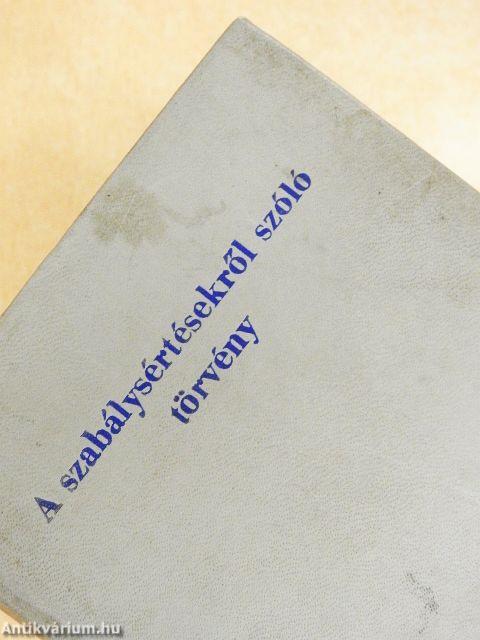 A szabálysértésekről szóló
törvény
Antikvárium.hu